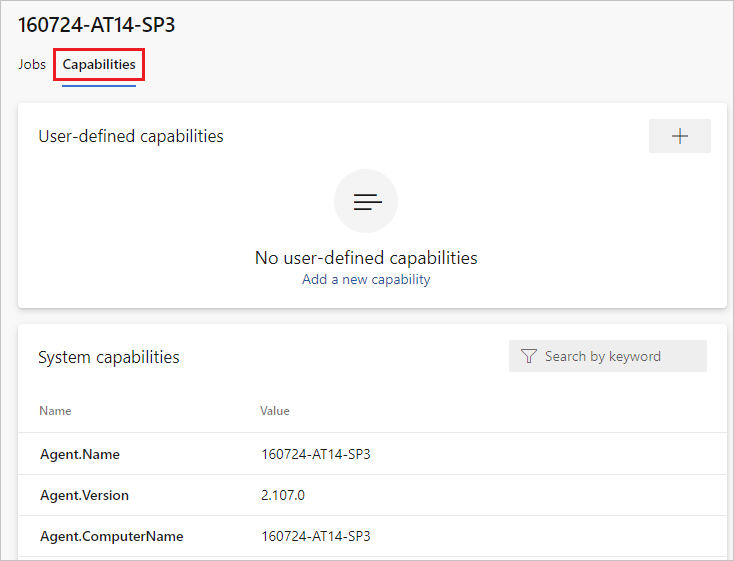 160724-AT14-SP3
Jobs Capabilities
User-defined capabilities
No user-defined capabilities
Add a new capability
System capabilities
Search by keyword
Name Value
Agent.Name 160724-AT14-SP3
Agent.Version 2.107.0
Agent.ComputerName 160724-AT14-SP3